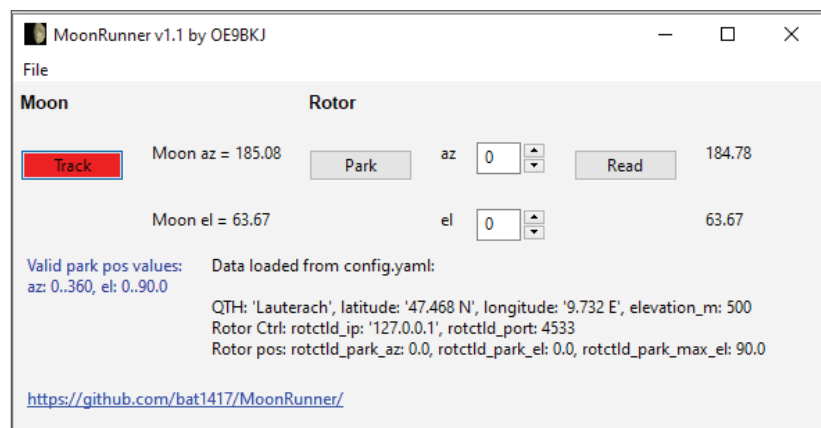 MoonRunner v1.1 by OE9BKJ
File
Moon Rotor
Track Moon az = 185.08 Park az 0 Read 184.78
Moon el = 63.67 el 0 63.67
Valid park pos values: Data loaded from config.yaml:
az: 0..360, el: 0..90.0
QTH: 'Lauterach', latitude: '47.468 N', longitude: '9.732 E', elevation_m: 500
Rotor Ctrl: rotctld_ip: '127.0.0.1', rotctld_port: 4533
Rotor pos: rotctld_park_az: 0.0, rotctld_park_el: 0.0, rotctld_park_max_el: 90.0
https://github.com/bat1417/MoonRunner/